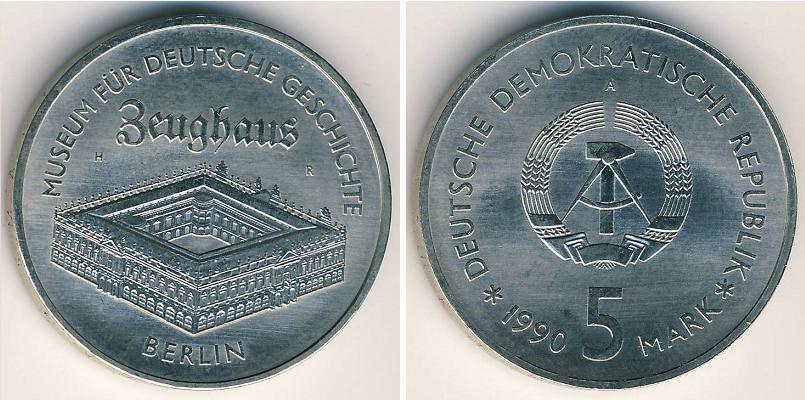 MUSEUM FÜR DEUTSCHE GESCHICHTE
Zeughaus
H R
BERLIN
DEUTSCHE DEMOKRATISCHE REPUBLIK
A
* 1990 5 MARK *